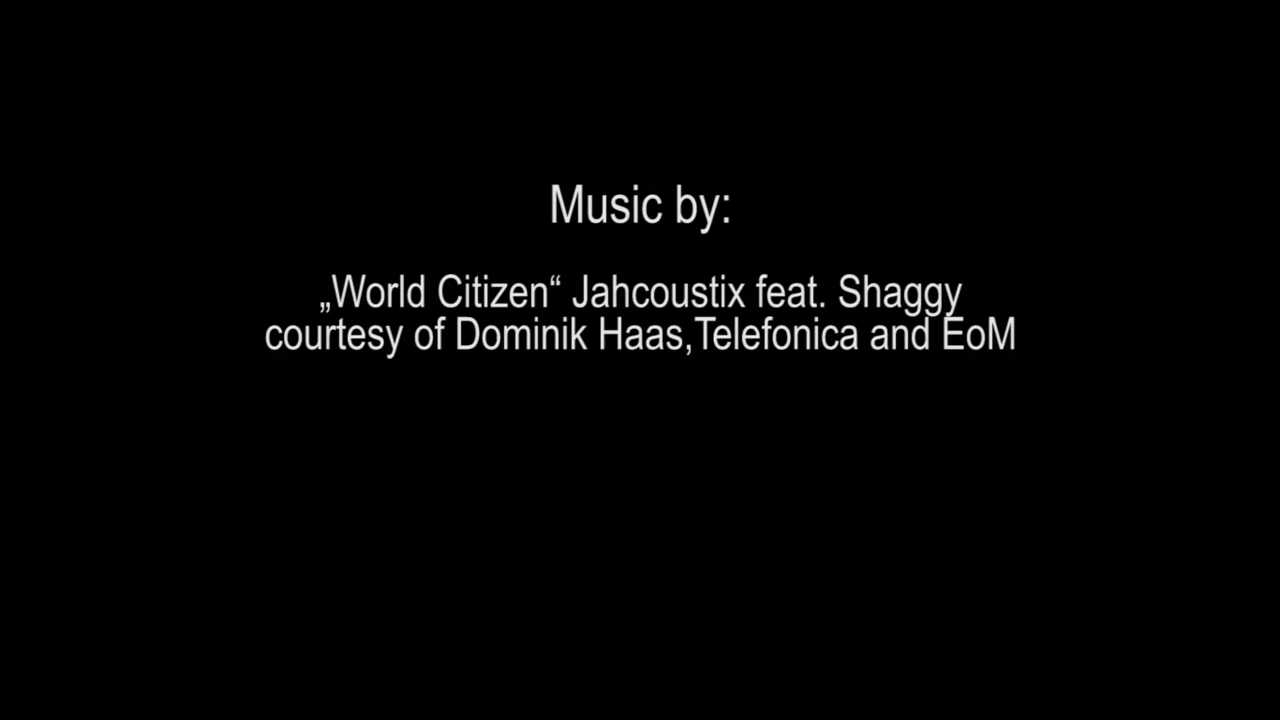 Music by:
„World Citizen“ Jahcoustix feat. Shaggy
courtesy of Dominik Haas,Telefonica and EoM